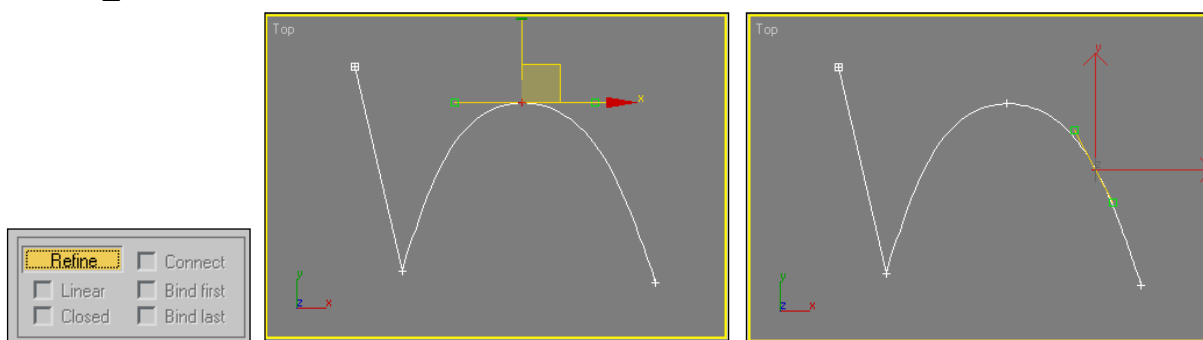 Top
y
x
z
x
y
Top
y
y
z
x
Refine
Connect
Linear
Bind first
Closed
Bind last